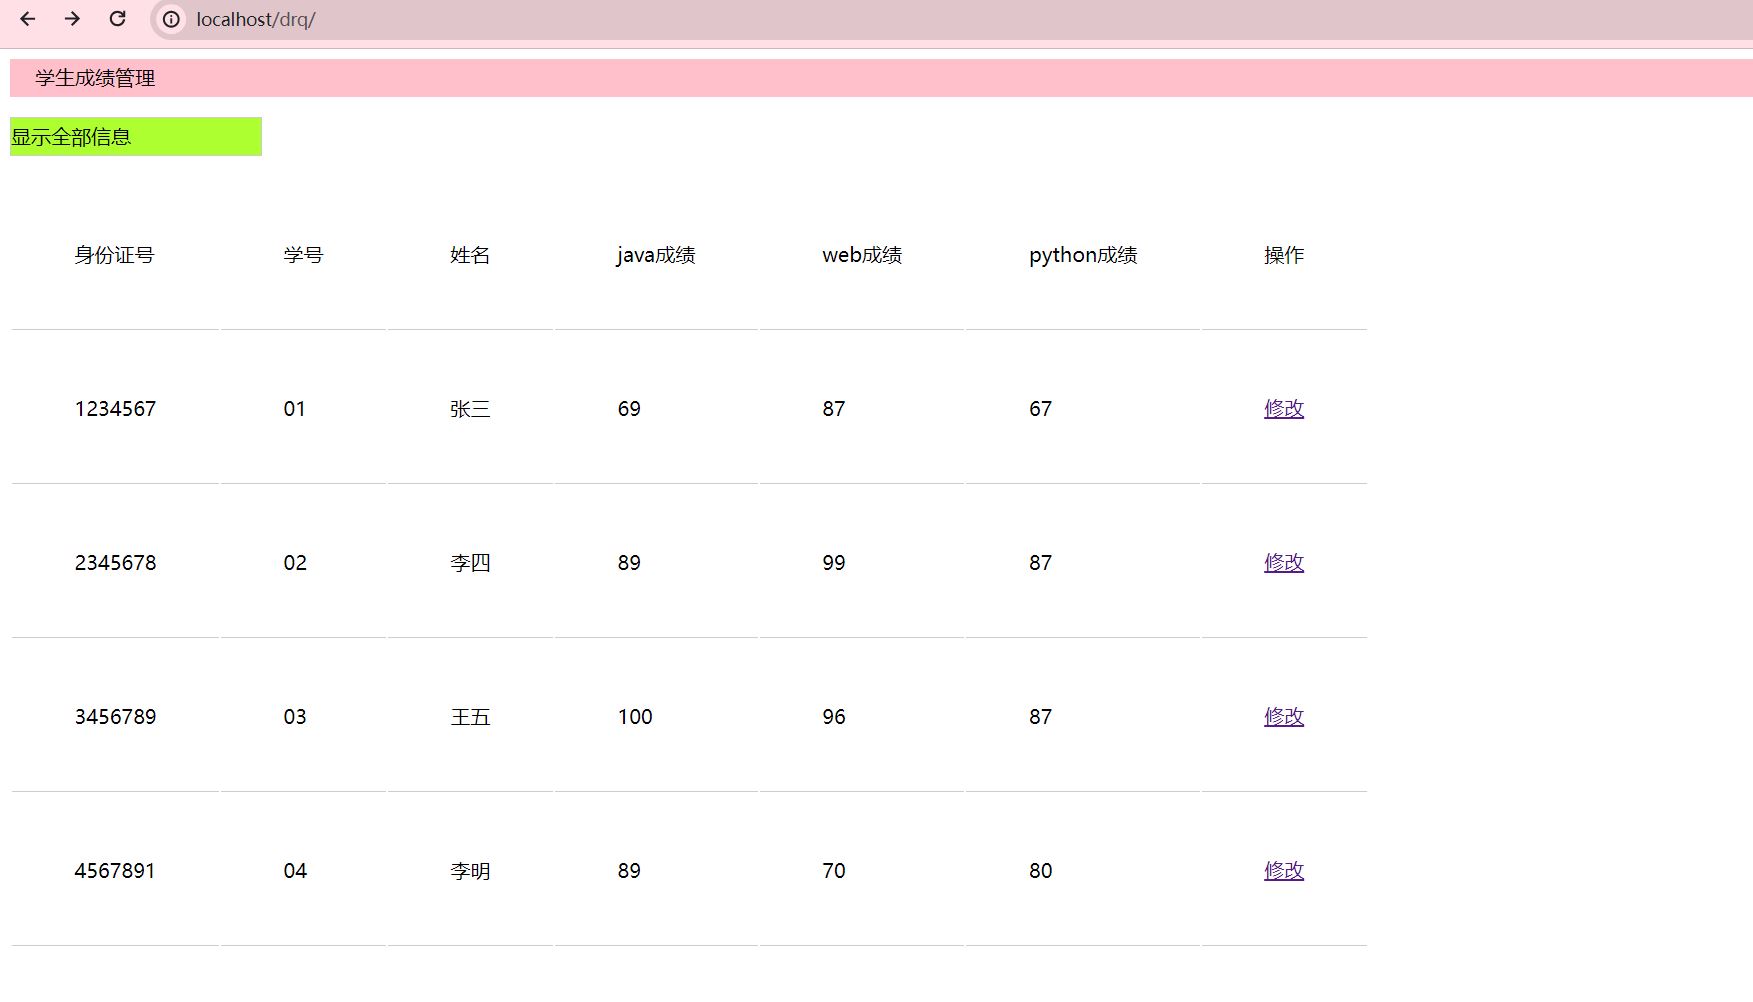 localhost/drq/
学生成绩管理
显示全部信息
身份证号 学号 姓名 java成绩 web成绩 python成绩 操作
1234567 01 张三 69 87 67 修改
2345678 02 李四 89 99 87 修改
3456789 03 王五 100 96 87 修改
4567891 04 李明 89 70 80 修改